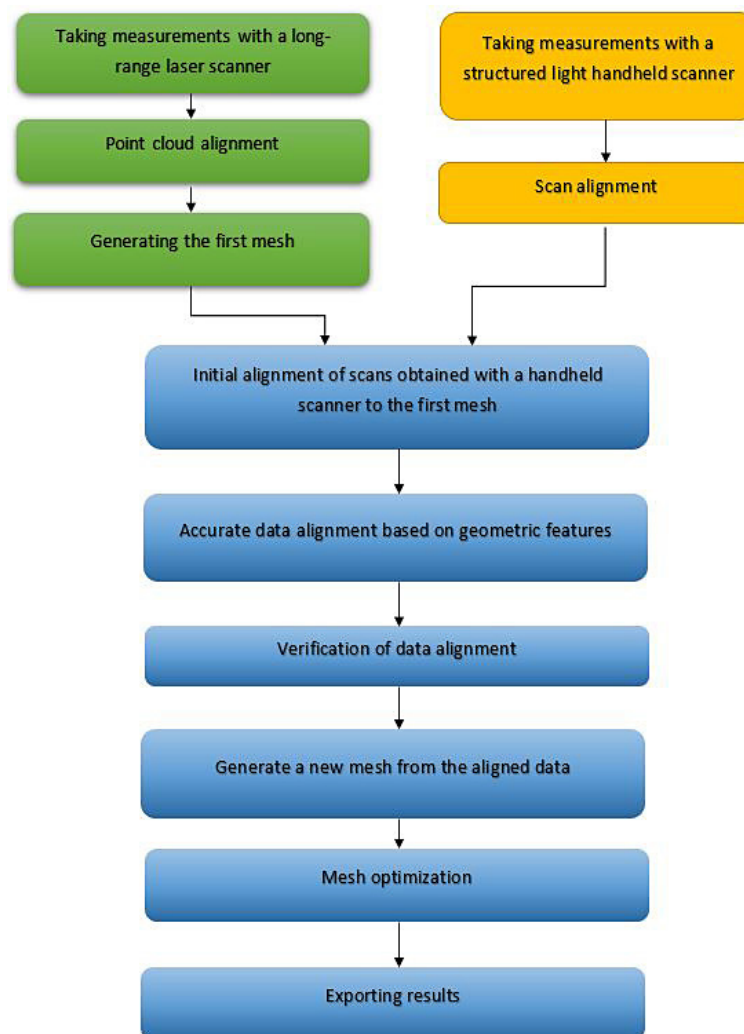 Taking measurements with a long-
range laser scanner
Point cloud alignment
Generating the first mesh
Taking measurements with a
structured light handheld scanner
Scan alignment
Initial alignment of scans obtained with a handheld
scanner to the first mesh
Accurate data alignment based on geometric features
Verification of data alignment
Generate a new mesh from the aligned data
Mesh optimization
Exporting results